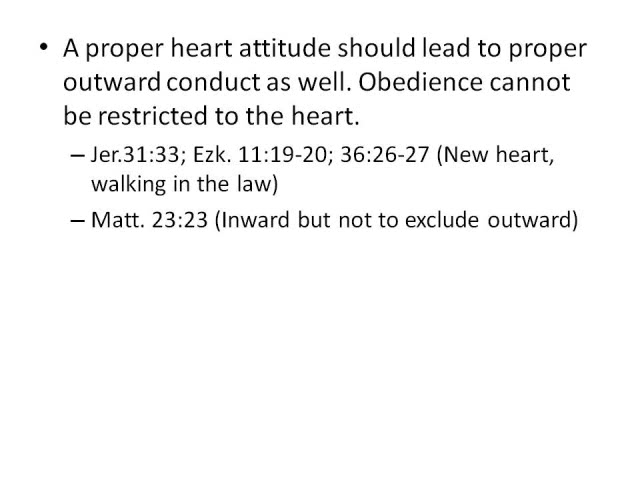 • A proper heart attitude should lead to proper
outward conduct as well. Obedience cannot
be restricted to the heart.
– Jer.31:33; Ezk. 11:19-20; 36:26-27 (New heart,
walking in the law)
– Matt. 23:23 (Inward but not to exclude outward)